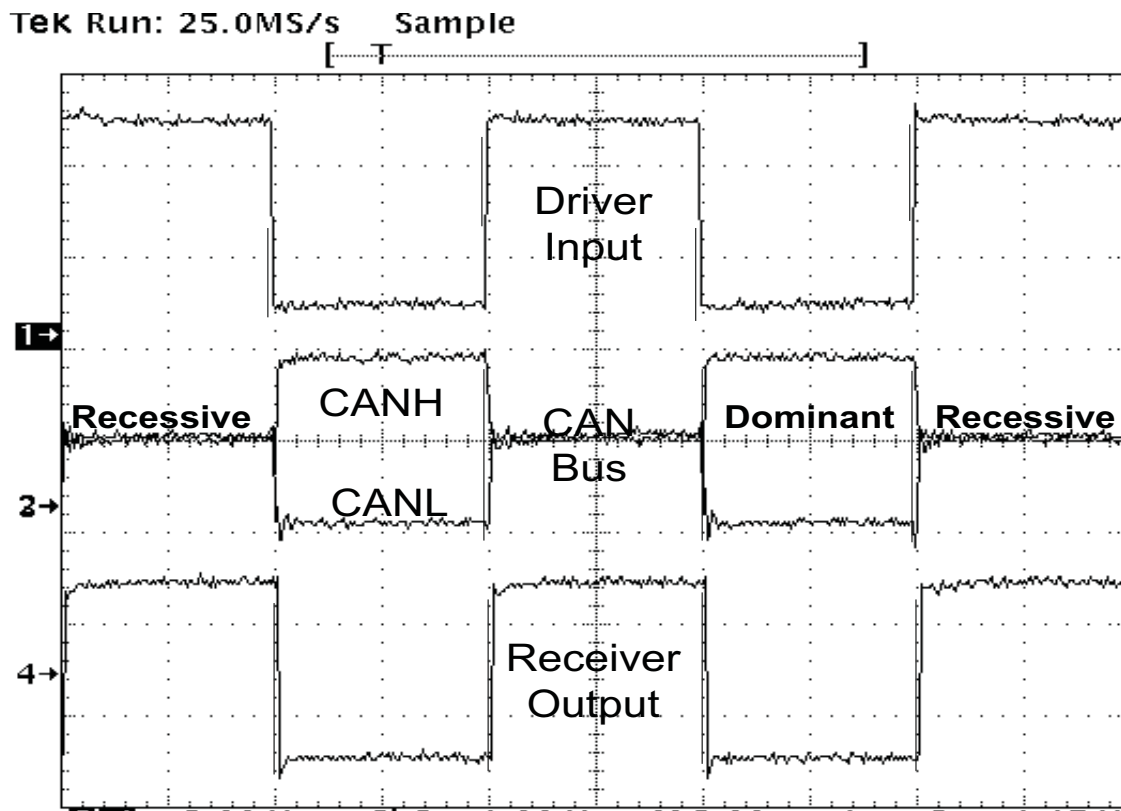 Tek Run: 25.0MS/s Sample
[ T ]
Driver
Input
1→
CANH
Recessive
CAN
Dominant
Recessive
Bus
CANL
2→
Receiver
4→
Output